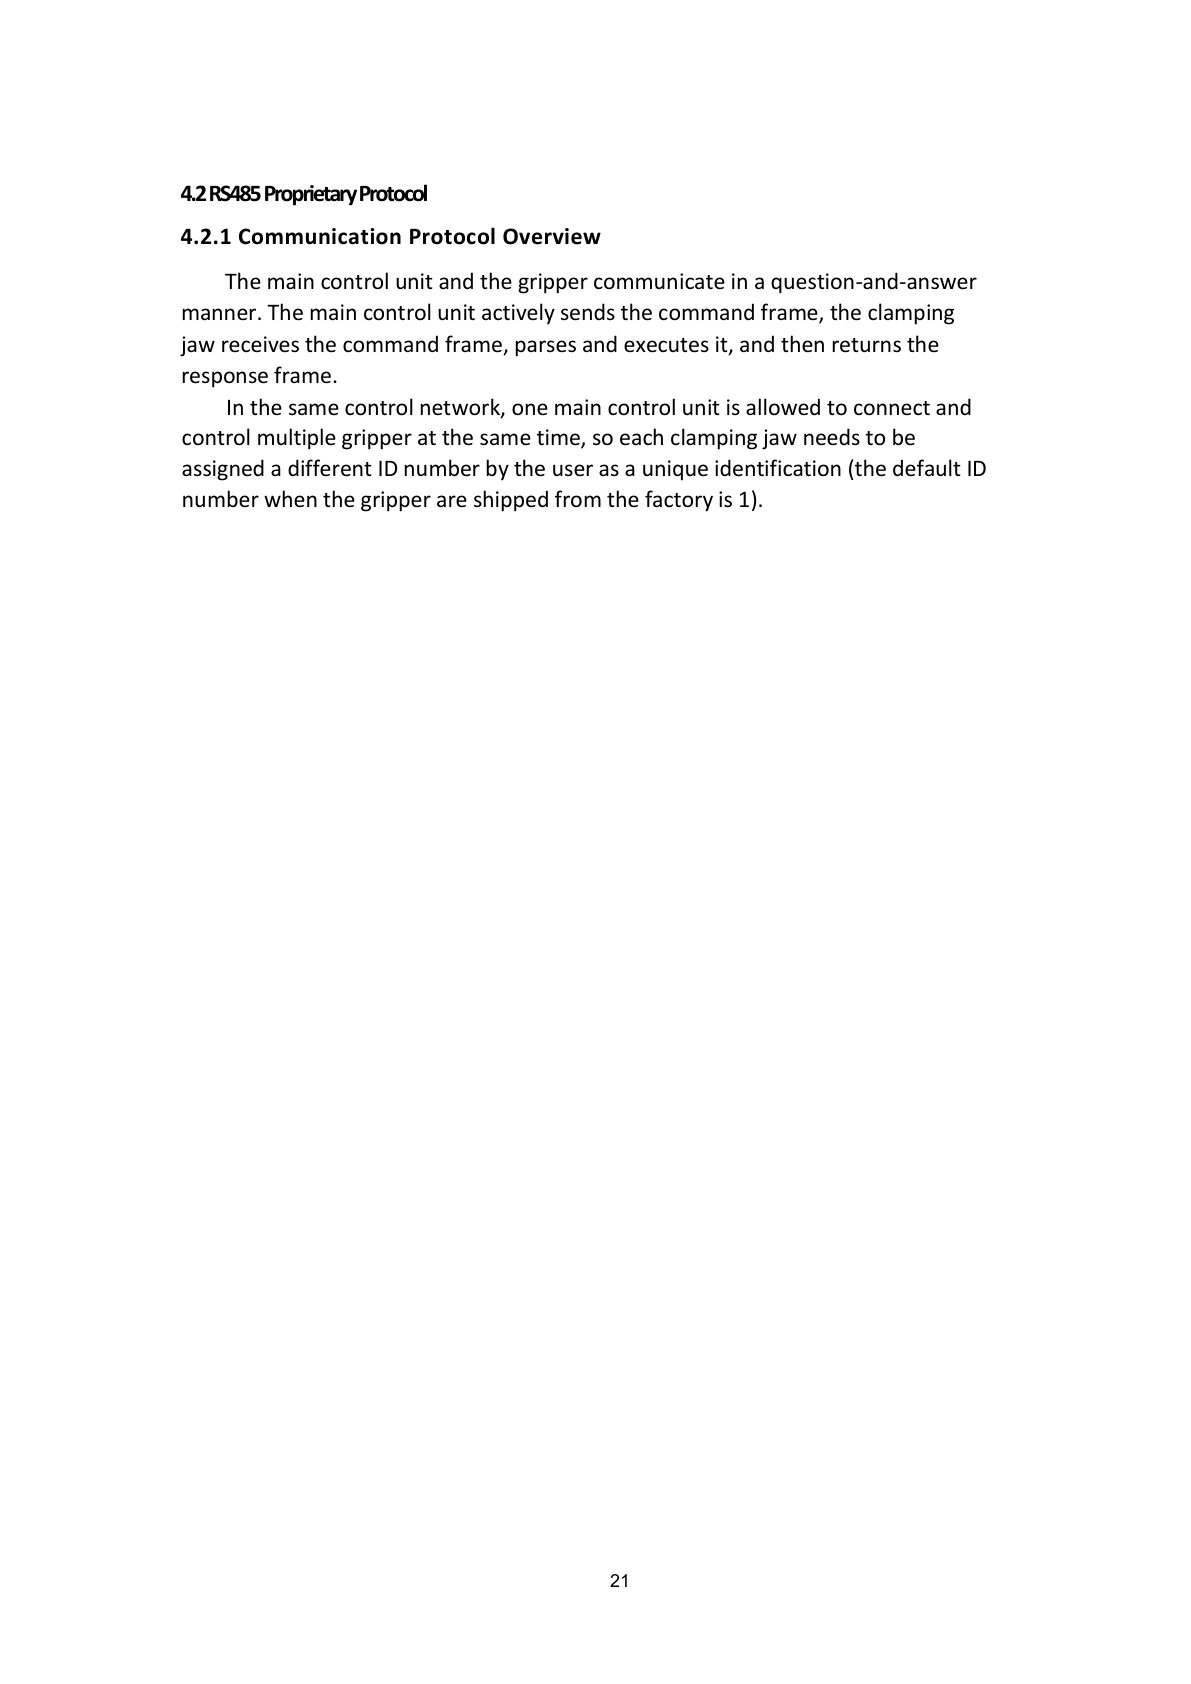 4.2 RS485 Proprietary Protocol
4.2.1 Communication Protocol Overview
The main control unit and the gripper communicate in a question-and-answer
manner. The main control unit actively sends the command frame, the clamping
jaw receives the command frame, parses and executes it, and then returns the
response frame.
In the same control network, one main control unit is allowed to connect and
control multiple gripper at the same time, so each clamping jaw needs to be
assigned a different ID number by the user as a unique identification (the default ID
number when the gripper are shipped from the factory is 1).
21